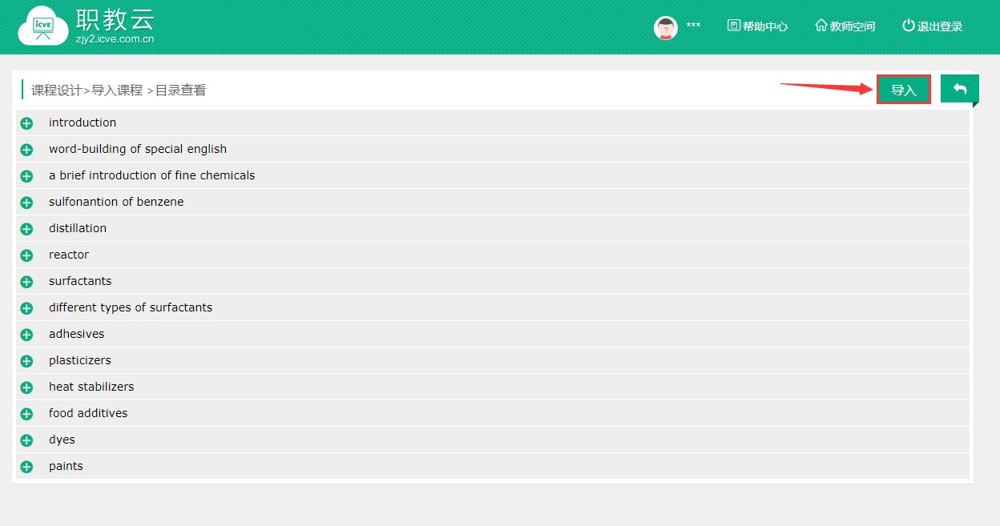 icve
职教云
zjy2.icve.com.cn
?
*** 帮助中心 教师空间 退出登录
课程设计>导入课程 >目录查看
导入
introduction
word-building of special english
a brief introduction of fine chemicals
sulfonantion of benzene
distillation
reactor
surfactants
different types of surfactants
adhesives
plasticizers
heat stabilizers
food additives
dyes
paints